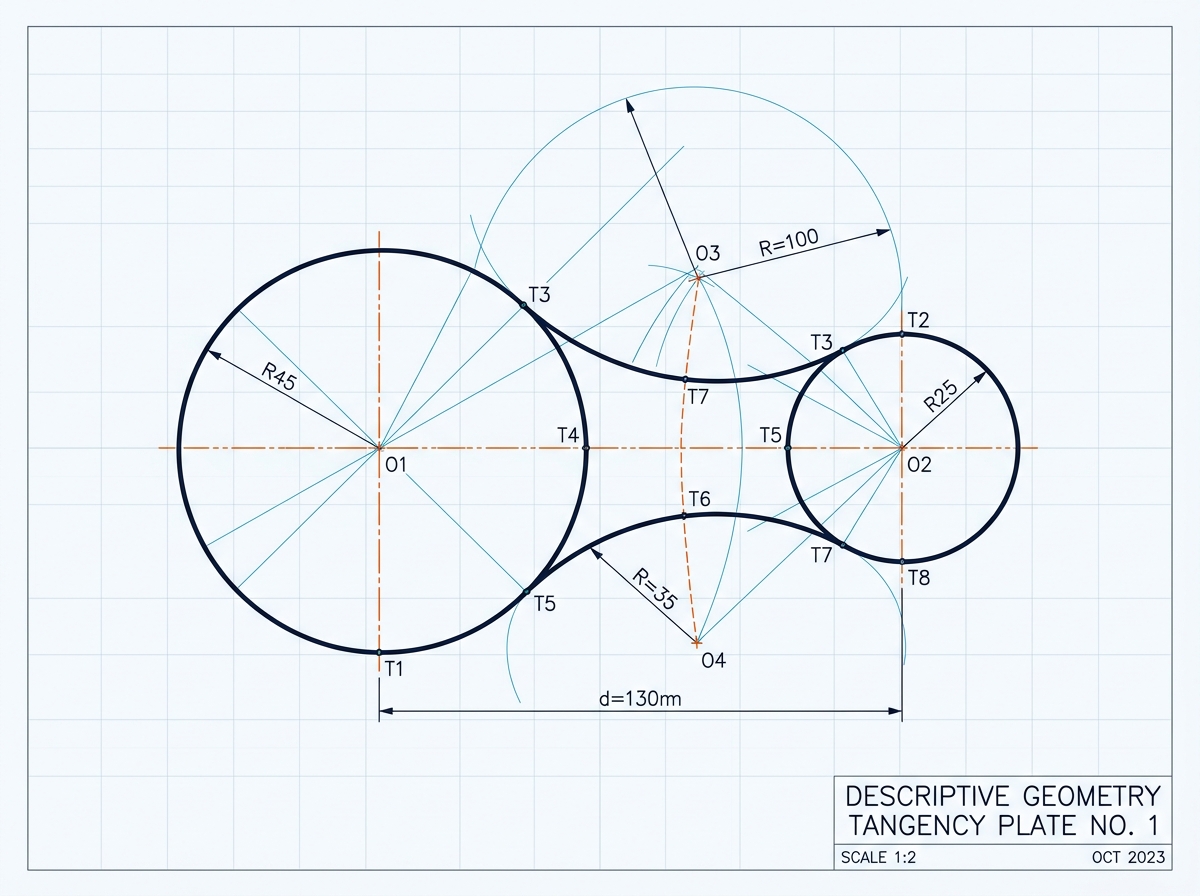 O3
R=100
T3
T2
T3
R45
R25
T7
T4
T5
O1
O2
T6
R=35
T7
T5
T8
O4
T1
d=130m
DESCRIPTIVE GEOMETRY
TANGENCY PLATE NO. 1
SCALE 1:2
OCT 2023